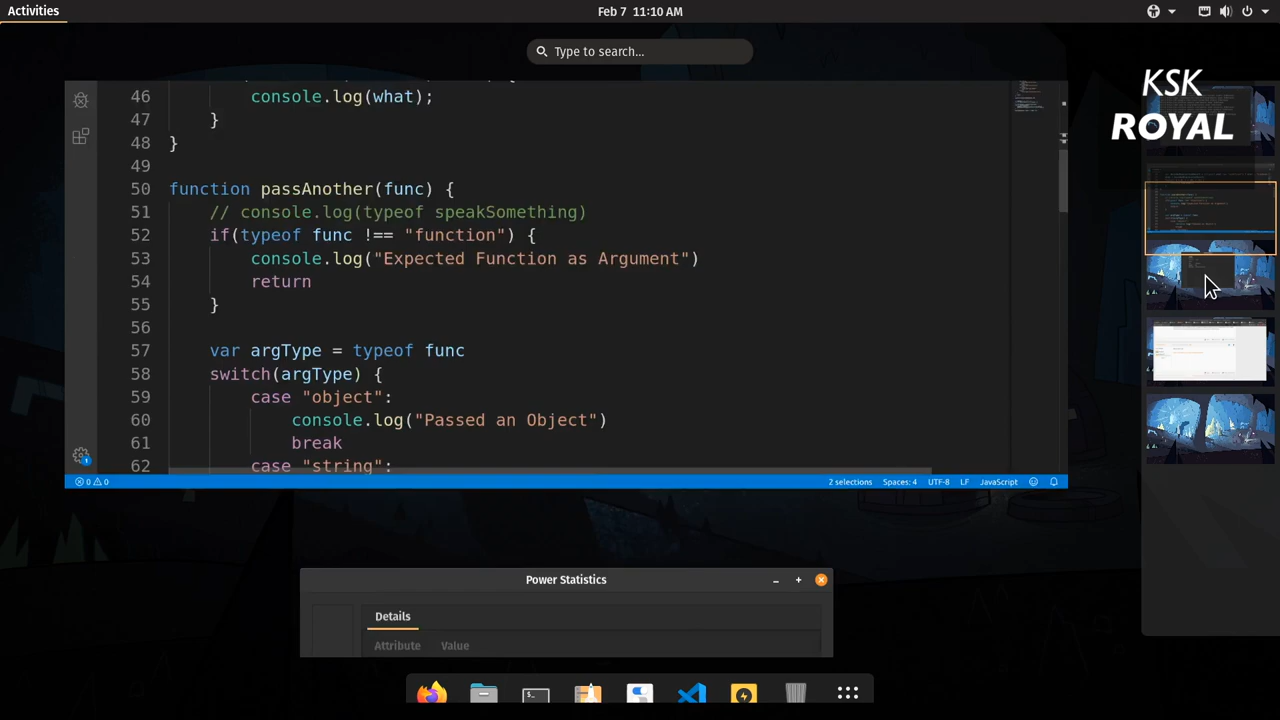 Activities
Feb 7 11:10 AM
Type to search...
KSK
ROYAL
46 console.log(what);
47 }
48 }
49
50 function passAnother(func) {
51 // console.log(typeof speakSomething)
52 if(typeof func !== "function") {
53 console.log("Expected Function as Argument")
54 return
55 }
56
57 var argType = typeof func
58 switch(argType) {
59 case "object":
60 console.log("Passed an Object")
61 break
62 case "string":
1
0 0
2 selections Spaces: 4 UTF-8 LF JavaScript
Power Statistics
Details
Attribute Value